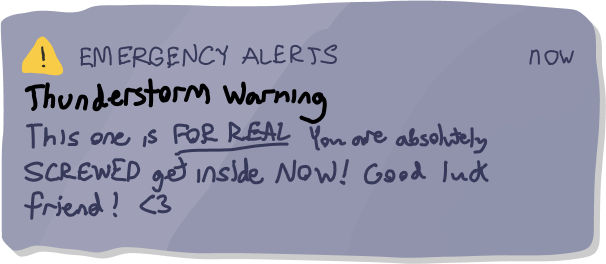 EMERGENCY ALERTS now
Thunderstorm Warning
This one is FOR REAL You are absolutely
SCREWED get inside NOW! Good luck
friend! <3